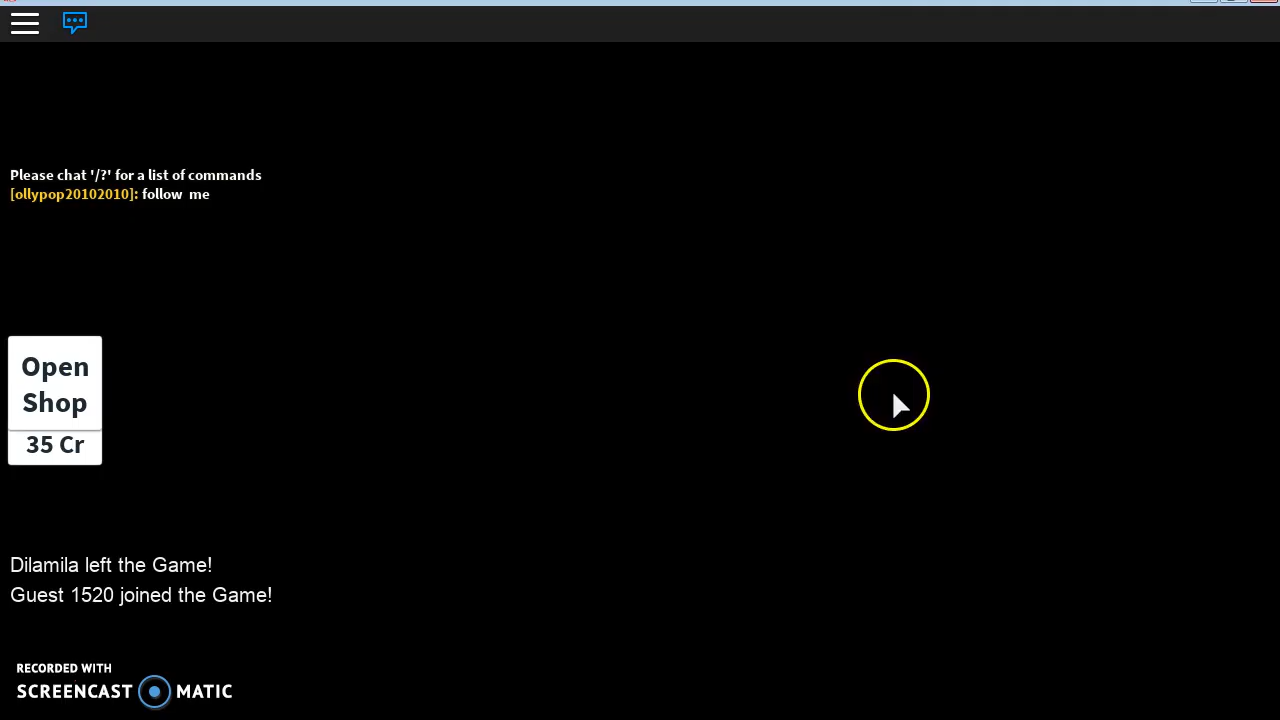 Please chat '/?' for a list of commands
[ollypop20102010]: follow me
Open
Shop
35 Cr
Dilamila left the Game!
Guest 1520 joined the Game!
RECORDED WITH
SCREENCAST MATIC